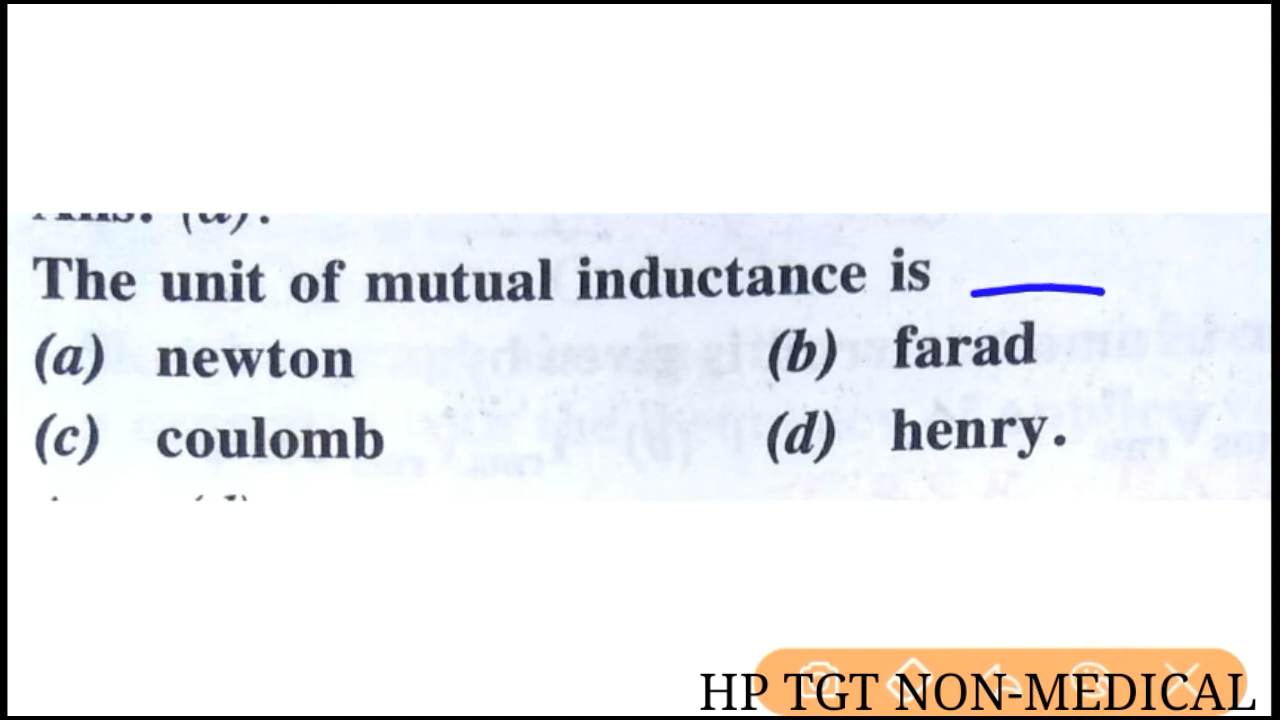 The unit of mutual inductance is
(a) newton (b) farad
(c) coulomb (d) henry.
HP TGT NON-MEDICAL